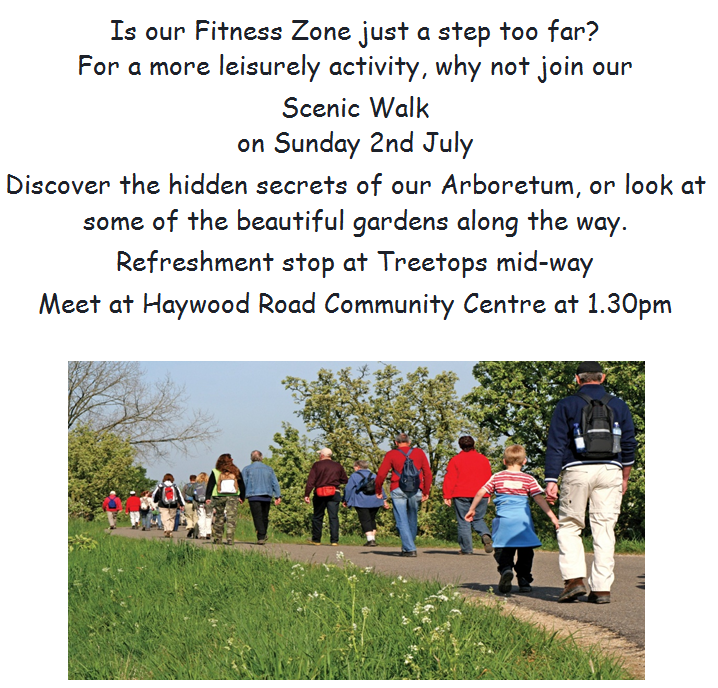 Is our Fitness Zone just a step too far?
For a more leisurely activity, why not join our
Scenic Walk
on Sunday 2nd July
Discover the hidden secrets of our Arboretum, or look at
some of the beautiful gardens along the way.
Refreshment stop at Treetops mid-way
Meet at Haywood Road Community Centre at 1.30pm